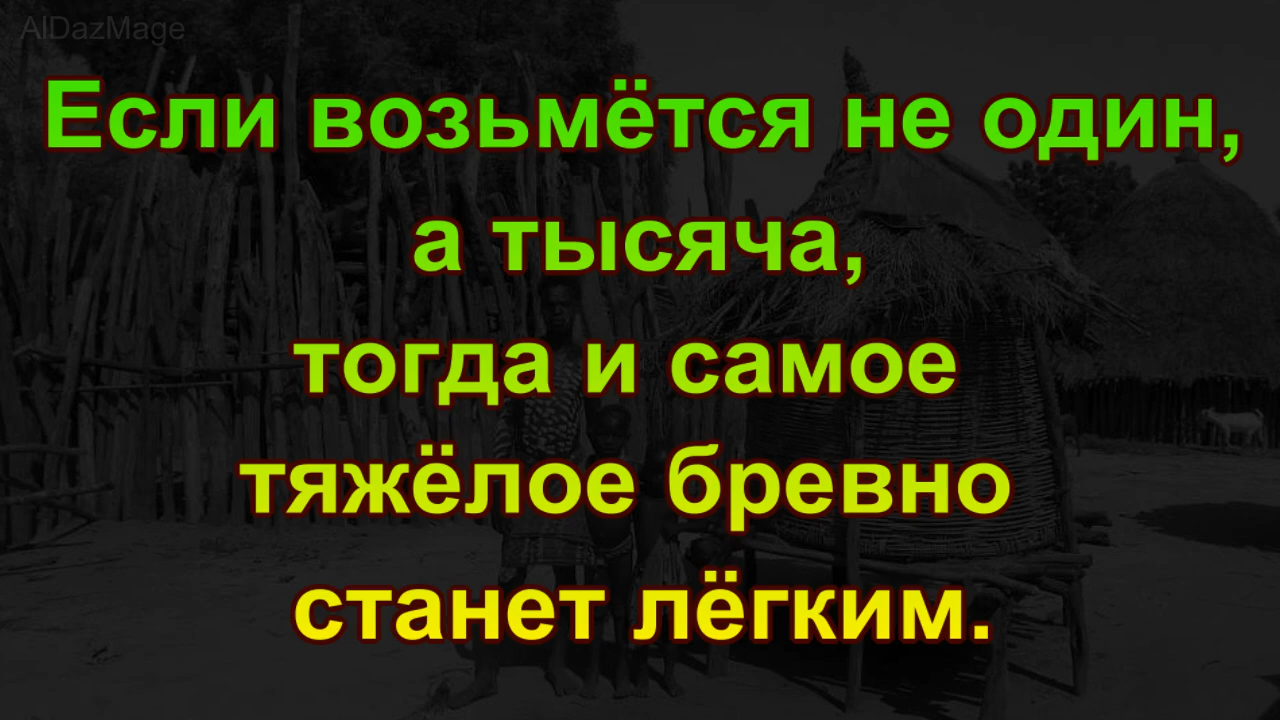 AlDazMage
Если возьмётся не один,
а тысяча,
тогда и самое
тяжёлое бревно
станет лёгким.